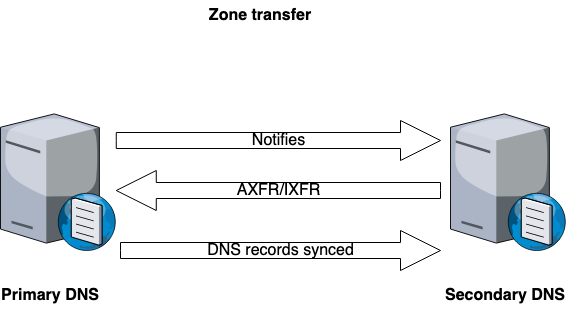 Zone transfer
Notifies
AXFR/IXFR
DNS records synced
Primary DNS
Secondary DNS